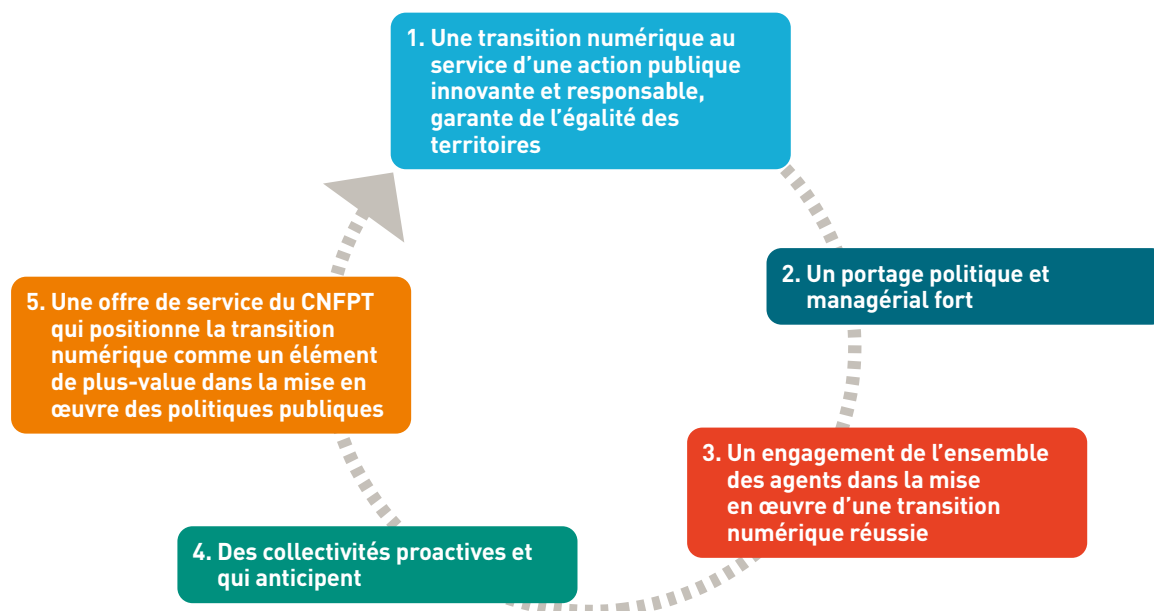 1. Une transition numérique au
service d’une action publique
innovante et responsable,
garante de l’égalité des
territoires
2. Un portage politique et
managérial fort
3. Un engagement de l’ensemble
des agents dans la mise
en œuvre d’une transition
numérique réussie
4. Des collectivités proactives et
qui anticipent
5. Une offre de service du CNFPT
qui positionne la transition
numérique comme un élément
de plus-value dans la mise en
œuvre des politiques publiques